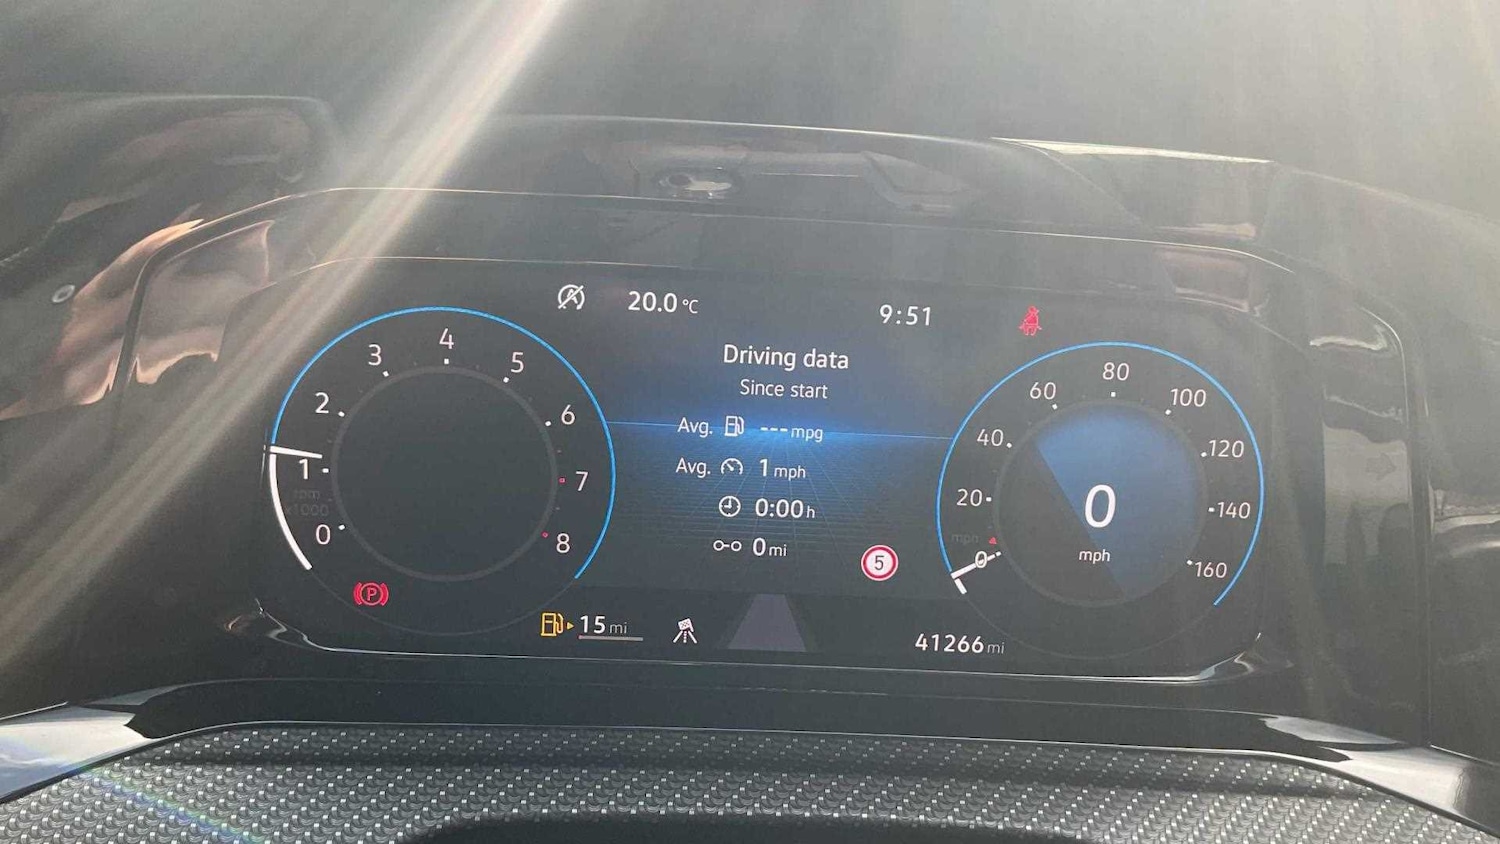 20.0 °C
9:51
Driving data
Since start
Avg. --- mpg
Avg. 1 mph
0:00 h
0 mi
0
1
2
3
4
5
6
7
8
rpm
x1000
P
0
20
40
60
80
100
120
140
160
mph
0
mph
5
15 mi
41266 mi